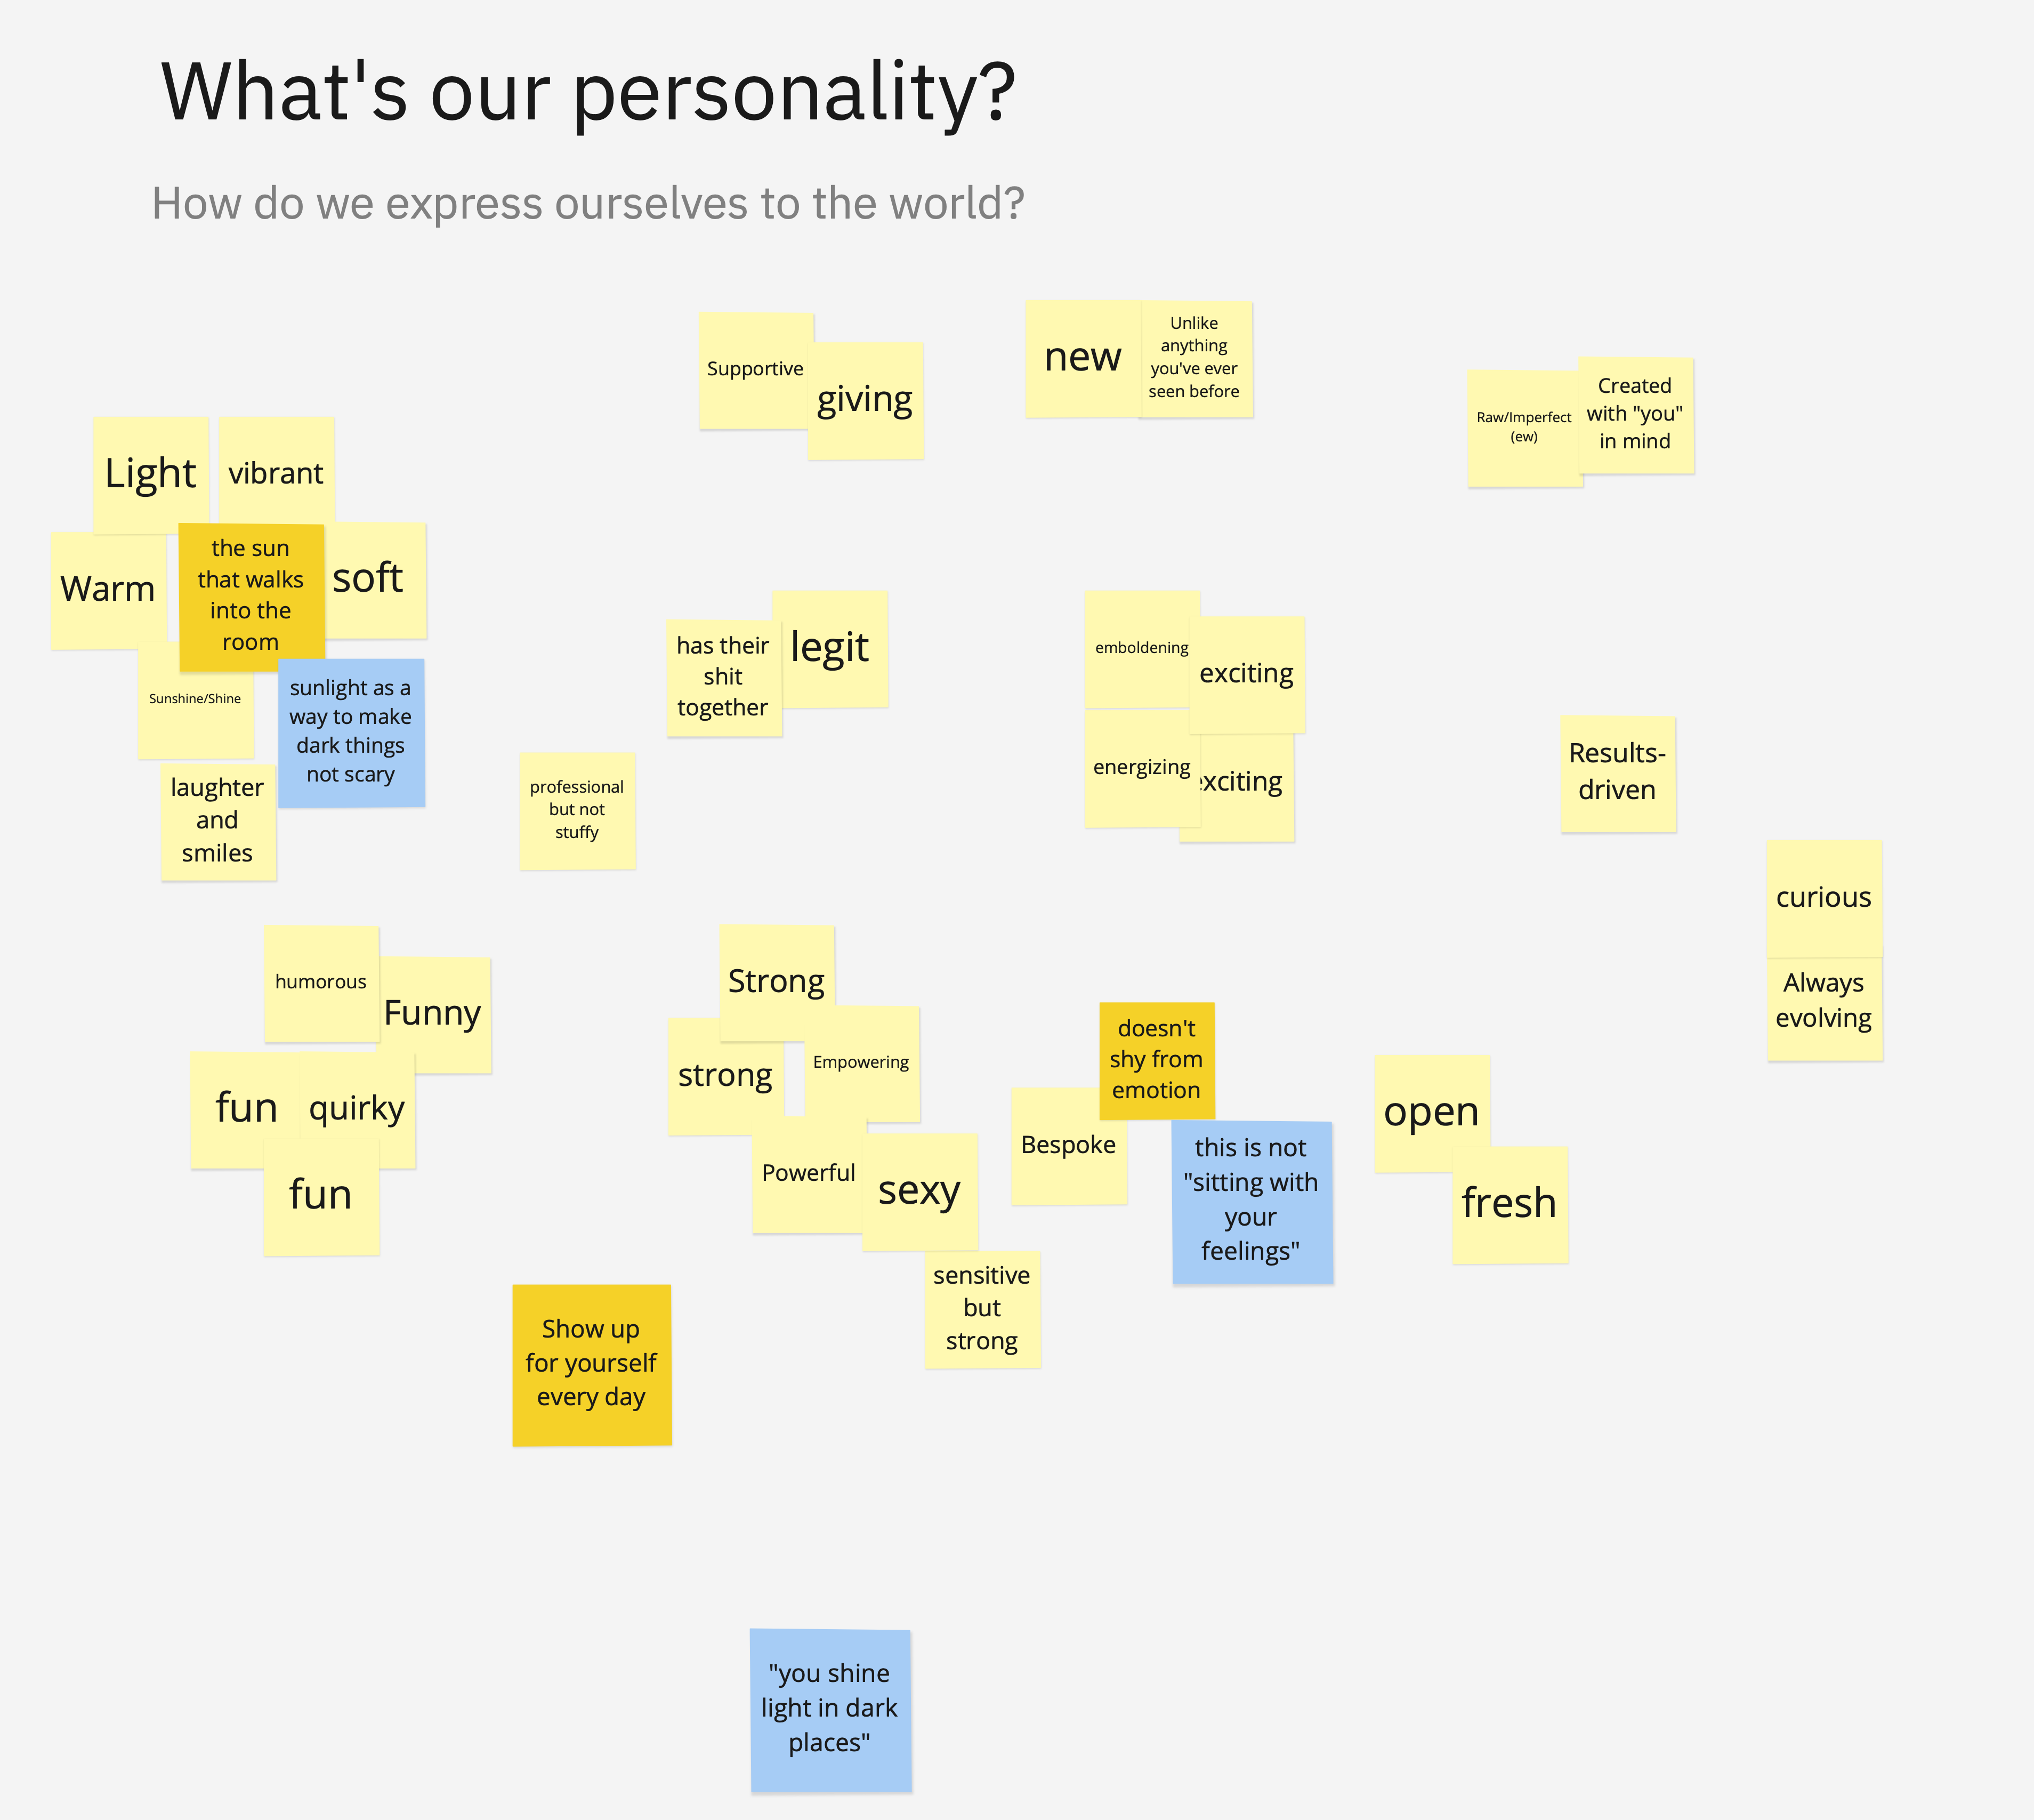 What's our personality?
How do we express ourselves to the world?
Supportive
giving
new
Unlike
anything
you've ever
seen before
Raw/Imperfect
(ew)
Created
with "you"
in mind
Light
vibrant
Warm
the sun
that walks
into the
room
soft
Sunshine/Shine
sunlight as a
way to make
dark things
not scary
laughter
and
smiles
professional
but not
stuffy
has their
shit
together
legit
emboldening
exciting
energizing
exciting
Results-
driven
curious
Always
evolving
humorous
Funny
fun
quirky
fun
Strong
strong
Empowering
Powerful
sexy
sensitive
but
strong
Bespoke
doesn't
shy from
emotion
this is not
"sitting with
your
feelings"
open
fresh
Show up
for yourself
every day
"you shine
light in dark
places"